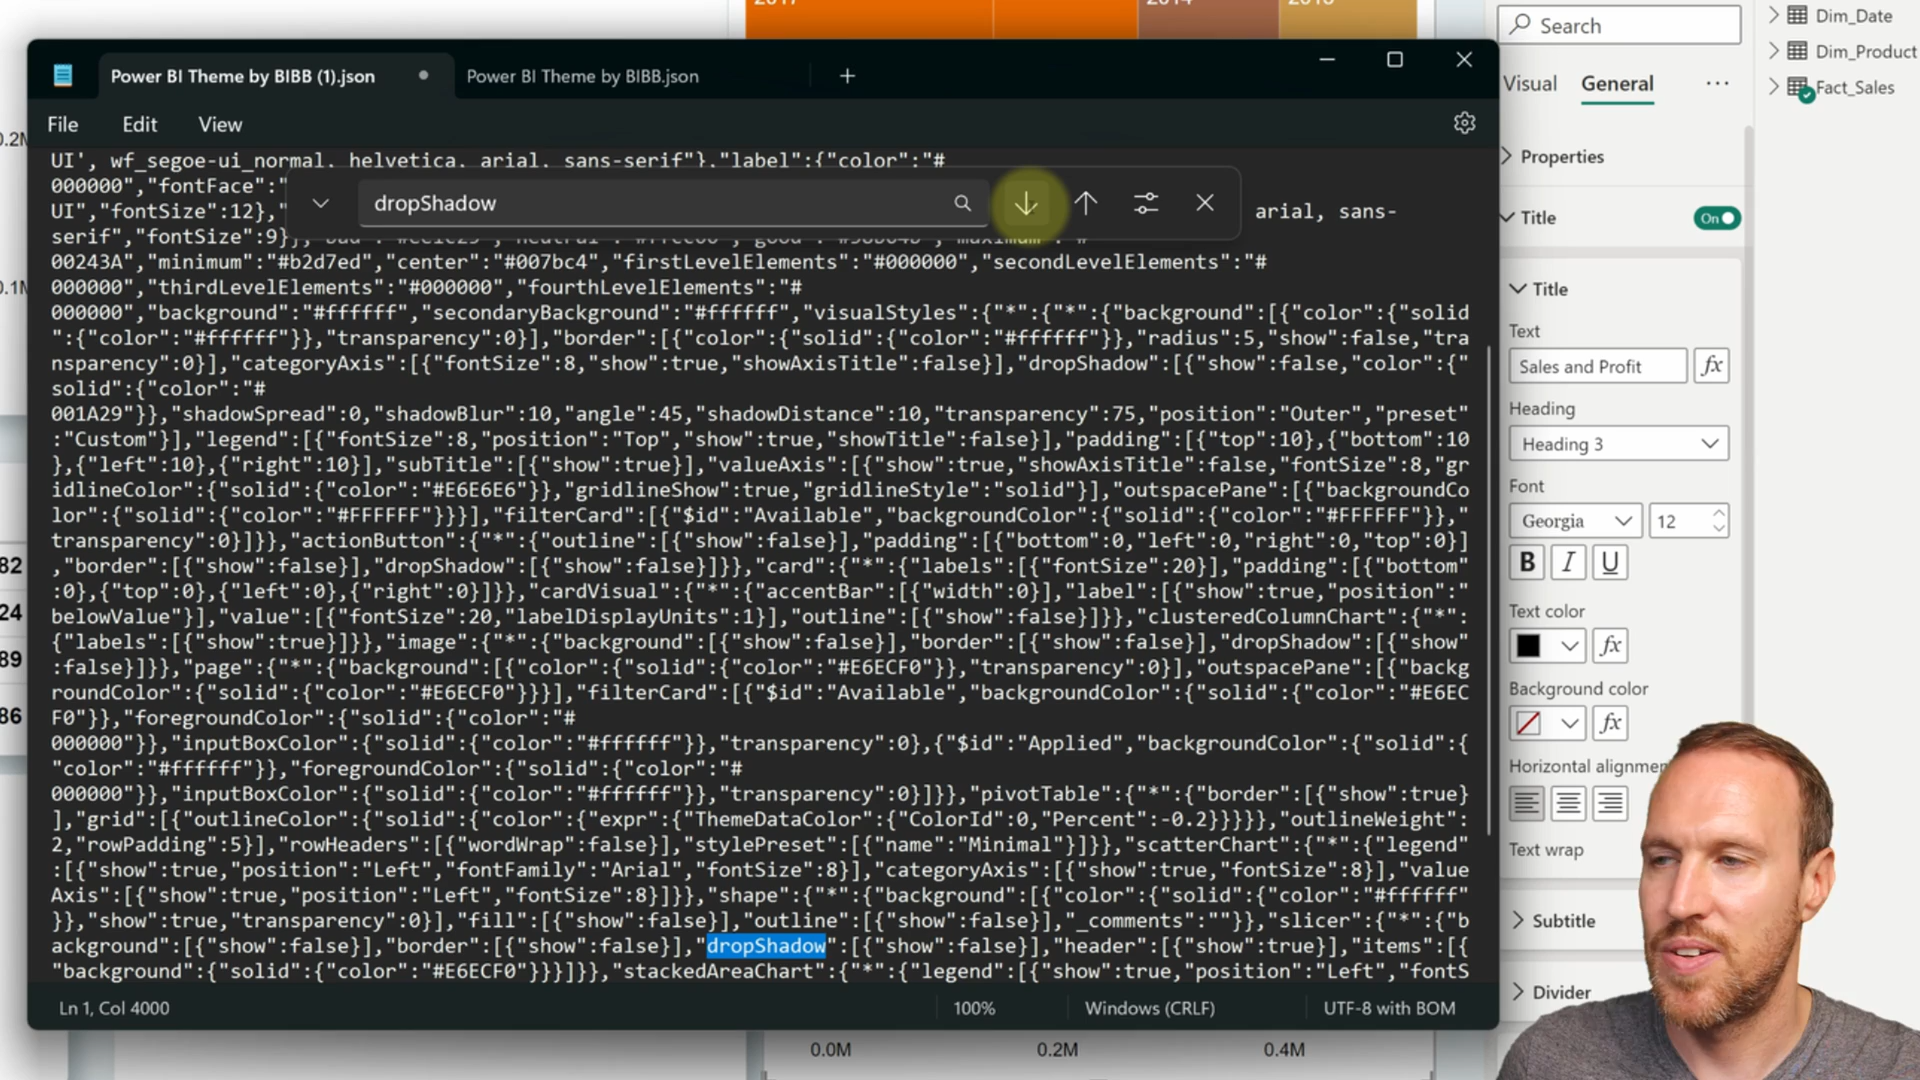 2017
2014
Power BI Theme by BIBB (1).json
Power BI Theme by BIBB.json
File
Edit
View
UI', wf_segoe-ui_normal, helvetica, arial, sans-serif"},"label":{"color":"#
000000","fontFace":"
UI","fontSize":12},"
arial, sans-
dropShadow
serif","fontSize":9}
00243A","minimum":"#b2d7ed","center":"#007bc4","firstLevelElements":"#000000","secondLevelElements":"#
000000","thirdLevelElements":"#000000","fourthLevelElements":"#
000000","background":"#ffffff","secondaryBackground":"#ffffff","visualStyles":{"*":{"*":{"background":[{"color":{"solid
":{"color":"#ffffff"}},"transparency":0}],"border":[{"color":{"solid":{"color":"#ffffff"}},"radius":5,"show":false,"tra
nsparency":0}],"categoryAxis":[{"fontSize":8,"show":true,"showAxisTitle":false}],"dropShadow":[{"show":false,"color":{"
solid":{"color":"#
001A29"}},"shadowSpread":0,"shadowBlur":10,"angle":45,"shadowDistance":10,"transparency":75,"position":"Outer","preset"
:"Custom"}],"legend":[{"fontSize":8,"position":"Top","show":true,"showTitle":false}],"padding":[{"top":10},{"bottom":10
},{"left":10},{"right":10}],"subTitle":[{"show":true}],"valueAxis":[{"show":true,"showAxisTitle":false,"fontSize":8,"gr
idlineColor":{"solid":{"color":"#E6E6E6"}},"gridlineShow":true,"gridlineStyle":"solid"}],"outspacePane":[{"backgroundCo
lor":{"solid":{"color":"#FFFFFF"}}}],"filterCard":[{"$id":"Available","backgroundColor":{"solid":{"color":"#FFFFFF"}},"
transparency":0}]}},"actionButton":{"*":{"outline":[{"show":false}],"padding":[{"bottom":0,"left":0,"right":0,"top":0}]
,"border":[{"show":false}],"dropShadow":[{"show":false}]}},"card":{"*":{"labels":[{"fontSize":20}],"padding":[{"bottom"
:0},{"top":0},{"left":0},{"right":0}]}},"cardVisual":{"*":{"accentBar":[{"width":0}],"label":[{"show":true,"position":"
belowValue"}],"value":[{"fontSize":20,"labelDisplayUnits":1}],"outline":[{"show":false}]}},"clusteredColumnChart":{"*":
{"labels":[{"show":true}]}},"image":{"*":{"background":[{"show":false}],"border":[{"show":false}],"dropShadow":[{"show"
:false}]}},"page":{"*":{"background":[{"color":{"solid":{"color":"#E6ECF0"}},"transparency":0}],"outspacePane":[{"backg
roundColor":{"solid":{"color":"#E6ECF0"}}}],"filterCard":[{"$id":"Available","backgroundColor":{"solid":{"color":"#E6EC
F0"}},"foregroundColor":{"solid":{"color":"#
000000"}},"inputBoxColor":{"solid":{"color":"#ffffff"}},"transparency":0},{"$id":"Applied","backgroundColor":{"solid":{
"color":"#ffffff"}},"foregroundColor":{"solid":{"color":"#
000000"}},"inputBoxColor":{"solid":{"color":"#ffffff"}},"transparency":0}]}},"pivotTable":{"*":{"border":[{"show":true}
],"grid":[{"outlineColor":{"solid":{"color":{"expr":{"ThemeDataColor":{"ColorId":0,"Percent":-0.2}}}}},"outlineWeight":
2,"rowPadding":5}],"rowHeaders":[{"wordWrap":false}],"stylePreset":[{"name":"Minimal"}]}},"scatterChart":{"*":{"legend"
:[{"show":true,"position":"Left","fontFamily":"Arial","fontSize":8}],"categoryAxis":[{"show":true,"fontSize":8}],"value
Axis":[{"show":true,"position":"Left","fontSize":8}]}},"shape":{"*":{"background":[{"color":{"solid":{"color":"#ffffff"
}},"show":true,"transparency":0}],"fill":[{"show":false}],"outline":[{"show":false}],"_comments":""}},"slicer":{"*":{"b
ackground":[{"show":false}],"border":[{"show":false}],"dropShadow":[{"show":false}],"header":[{"show":true}],"items":[{
"background":{"solid":{"color":"#E6ECF0"}}}]}},"stackedAreaChart":{"*":{"legend":[{"show":true,"position":"Left","fontS
Ln 1, Col 4000
100%
Windows (CRLF)
UTF-8 with BOM
0.2M
0.1M
82
24
89
86
0.0M
0.2M
0.4M
Search
Visual
General
Properties
Title
On
Title
Text
Sales and Profit
fx
Heading
Heading 3
Font
Georgia
12
B I U
Text color
fx
Background color
fx
Horizontal alignmen
Text wrap
Subtitle
Divider
Dim_Date
Dim_Product
Fact_Sales